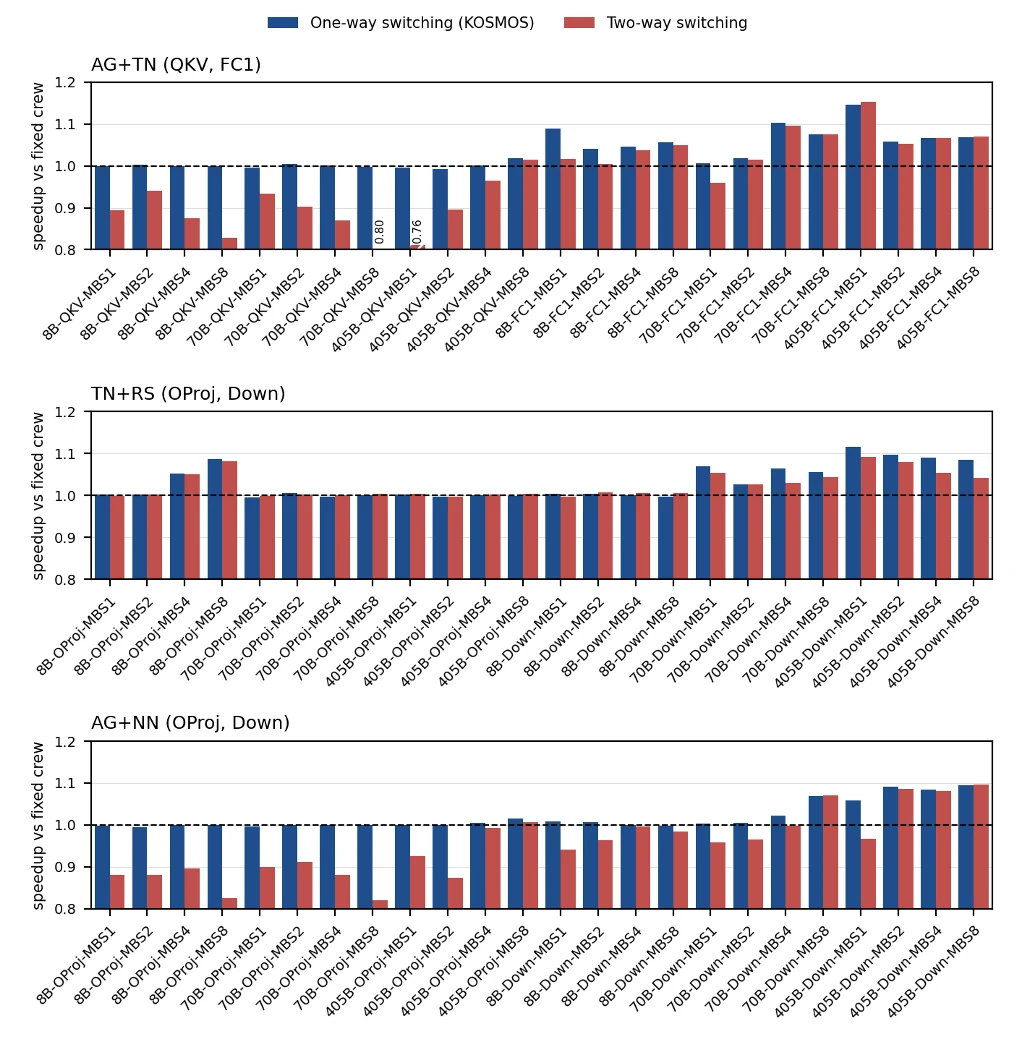 One-way switching (KOSMOS) Two-way switching
AG+TN (QKV, FC1)
speedup vs fixed crew
1.2
1.1
1.0
0.9
0.8
0.80
0.76
8B-QKV-MBS1
8B-QKV-MBS2
8B-QKV-MBS4
8B-QKV-MBS8
70B-QKV-MBS1
70B-QKV-MBS2
70B-QKV-MBS4
70B-QKV-MBS8
405B-QKV-MBS1
405B-QKV-MBS2
405B-QKV-MBS4
405B-QKV-MBS8
8B-FC1-MBS1
8B-FC1-MBS2
8B-FC1-MBS4
8B-FC1-MBS8
70B-FC1-MBS1
70B-FC1-MBS2
70B-FC1-MBS4
70B-FC1-MBS8
405B-FC1-MBS1
405B-FC1-MBS2
405B-FC1-MBS4
405B-FC1-MBS8
TN+RS (OProj, Down)
speedup vs fixed crew
1.2
1.1
1.0
0.9
0.8
8B-OProj-MBS1
8B-OProj-MBS2
8B-OProj-MBS4
8B-OProj-MBS8
70B-OProj-MBS1
70B-OProj-MBS2
70B-OProj-MBS4
70B-OProj-MBS8
405B-OProj-MBS1
405B-OProj-MBS2
405B-OProj-MBS4
405B-OProj-MBS8
8B-Down-MBS1
8B-Down-MBS2
8B-Down-MBS4
8B-Down-MBS8
70B-Down-MBS1
70B-Down-MBS2
70B-Down-MBS4
70B-Down-MBS8
405B-Down-MBS1
405B-Down-MBS2
405B-Down-MBS4
405B-Down-MBS8
AG+NN (OProj, Down)
speedup vs fixed crew
1.2
1.1
1.0
0.9
0.8
8B-OProj-MBS1
8B-OProj-MBS2
8B-OProj-MBS4
8B-OProj-MBS8
70B-OProj-MBS1
70B-OProj-MBS2
70B-OProj-MBS4
70B-OProj-MBS8
405B-OProj-MBS1
405B-OProj-MBS2
405B-OProj-MBS4
405B-OProj-MBS8
8B-Down-MBS1
8B-Down-MBS2
8B-Down-MBS4
8B-Down-MBS8
70B-Down-MBS1
70B-Down-MBS2
70B-Down-MBS4
70B-Down-MBS8
405B-Down-MBS1
405B-Down-MBS2
405B-Down-MBS4
405B-Down-MBS8